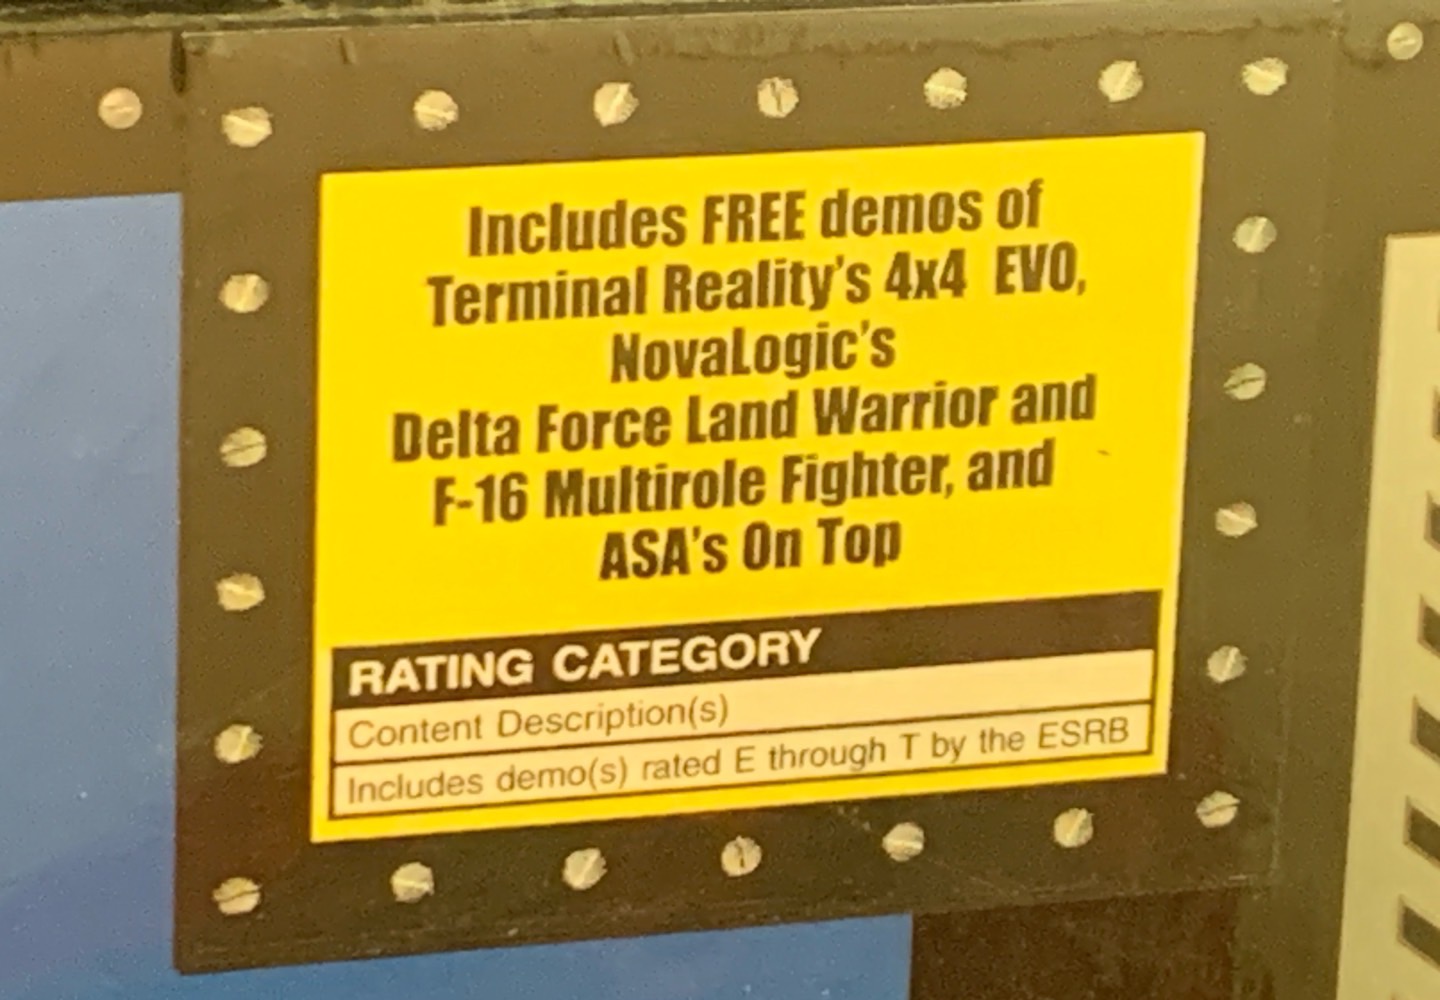 Includes FREE demos of
Terminal Reality's 4x4 EVO,
NovaLogic's
Delta Force Land Warrior and
F-16 Multirole Fighter, and
ASA's On Top
RATING CATEGORY
Content Description(s)
Includes demo(s) rated E through T by the ESRB